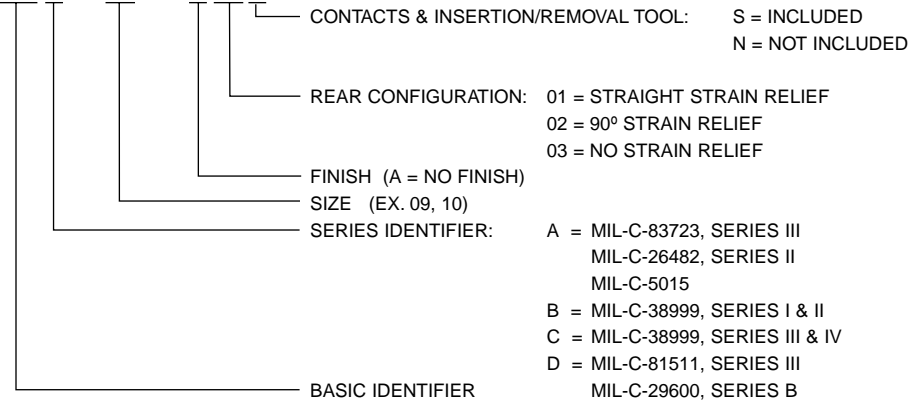 CONTACTS & INSERTION/REMOVAL TOOL: S = INCLUDED
N = NOT INCLUDED
REAR CONFIGURATION: 01 = STRAIGHT STRAIN RELIEF
02 = 90º STRAIN RELIEF
03 = NO STRAIN RELIEF
FINISH (A = NO FINISH)
SIZE (EX. 09, 10)
SERIES IDENTIFIER: A = MIL-C-83723, SERIES III
MIL-C-26482, SERIES II
MIL-C-5015
B = MIL-C-38999, SERIES I & II
C = MIL-C-38999, SERIES III & IV
D = MIL-C-81511, SERIES III
BASIC IDENTIFIER MIL-C-29600, SERIES B